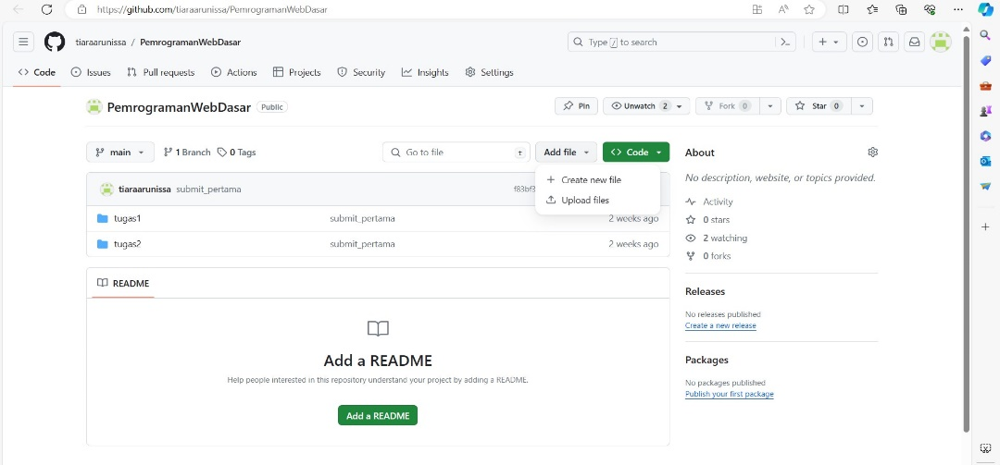 https://github.com/tiaraarunissa/PemrogramanWebDasar
tiaraarunissa / PemrogramanWebDasar
Type / to search
Code Issues Pull requests Actions Projects Security Insights Settings
PemrogramanWebDasar Public
Pin Unwatch 2 Fork 0 Star 0
main 1 Branch 0 Tags Go to file t Add file Code
Create new file
Upload files
tiaraarunissa submit_pertama f83bf3
tugas1 submit_pertama 2 weeks ago
tugas2 submit_pertama 2 weeks ago
README
Add a README
Help people interested in this repository understand your project by adding a README.
Add a README
About
No description, website, or topics provided.
Activity
0 stars
2 watching
0 forks
Releases
No releases published
Create a new release
Packages
No packages published
Publish your first package